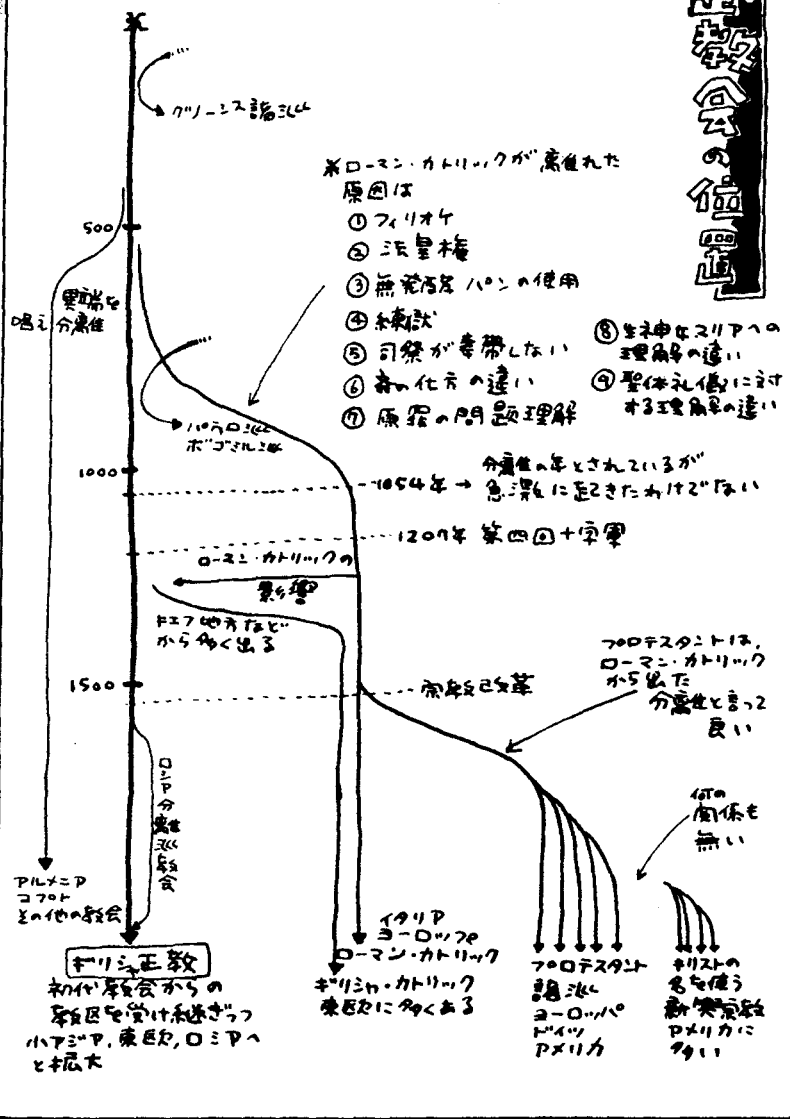 正教会の位置
グノーシス諸派
※ローマン・カトリックが離れた
原因は
①フィリオケ
②法皇権
③無発酵パンの使用
④練獄
⑤司祭が妻帯しない
⑥斎の仕方の違い
⑦原罪の問題理解
⑧生神女マリアへの
理解の違い
⑨聖体礼儀に対
する理解の違い
500
異端を
唱え分離
パウロ派
ボゴミル派
1000
1054年→
分離の年とされているが
急激に起きたわけでない
1204年 第四回十字軍
ローマン・カトリックの
影響
キエフ地方など
から多く出る
1500
宗教改革
プロテスタントは、
ローマン・カトリック
から出た
分離と言って
良い
ロシア分離派教会
何の
関係も
無い
アルメニア
コプト
その他の教会
ギリシャ正教
初代教会からの
教区を受け継ぎつつ
小アジア,東欧,ロシアへ
と拡大
イタリア
ヨーロッパ
ローマン・カトリック
ギリシャ・カトリック
東欧に多くある
プロテスタント
諸派
ヨーロッパ
ドイツ
アメリカ
キリストの
名を使う
新興宗教
アメリカに
多い